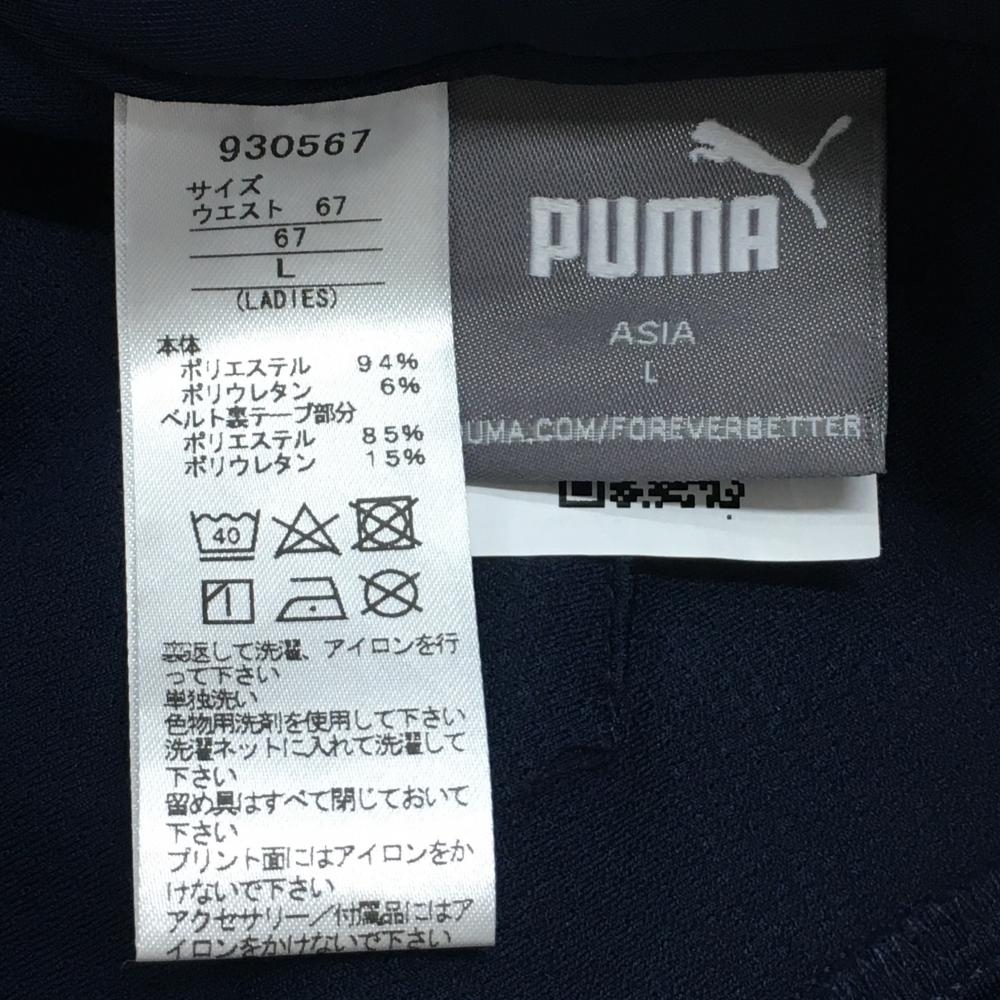 930567
サイズ
ウエスト 67
67
L
(LADIES)
本体
ポリエステル 94%
ポリウレタン 6%
ベルト裏テープ部分
ポリエステル 85%
ポリウレタン 15%
40
裏返して洗濯、アイロンを行
って下さい
単独洗い
色物用洗剤を使用して下さい
洗濯ネットに入れて洗濯して
下さい
留め具はすべて閉じておいて
下さい
プリント面にはアイロンをか
けないで下さい
アクセサリー/付属品にはア
イロンをかけないで下さい
PUMA
ASIA
L
UMA.COM/FOREVERBETTER